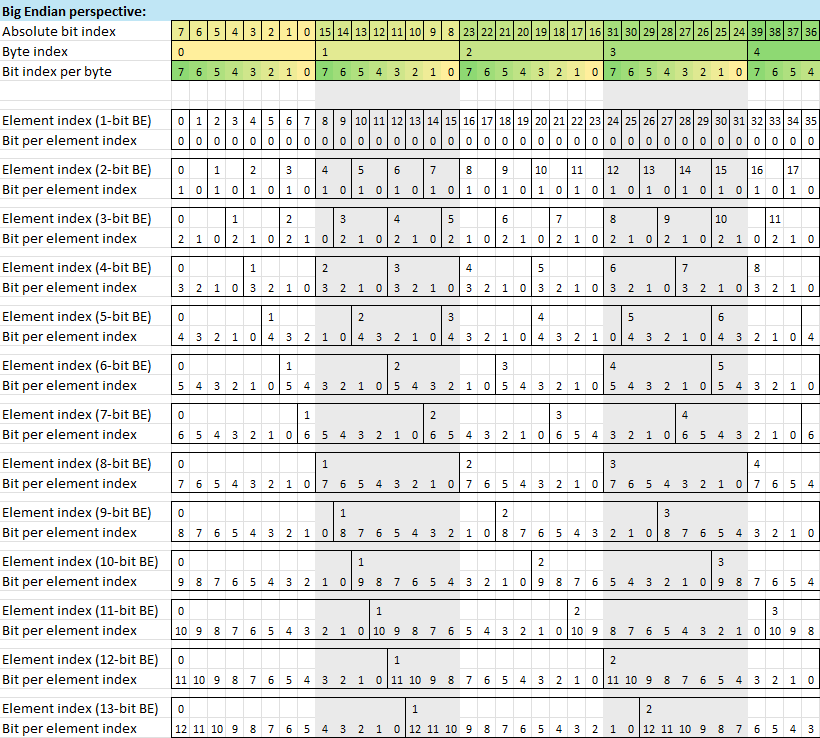 Big Endian perspective:
Absolute bit index 7 6 5 4 3 2 1 0 15 14 13 12 11 10 9 8 23 22 21 20 19 18 17 16 31 30 29 28 27 26 25 24 39 38 37 36
Byte index 0 1 2 3 4
Bit index per byte 7 6 5 4 3 2 1 0 7 6 5 4 3 2 1 0 7 6 5 4 3 2 1 0 7 6 5 4 3 2 1 0 7 6 5 4
Element index (1-bit BE) 0 1 2 3 4 5 6 7 8 9 10 11 12 13 14 15 16 17 18 19 20 21 22 23 24 25 26 27 28 29 30 31 32 33 34 35
Bit per element index 0 0 0 0 0 0 0 0 0 0 0 0 0 0 0 0 0 0 0 0 0 0 0 0 0 0 0 0 0 0 0 0 0 0 0 0
Element index (2-bit BE) 0 1 2 3 4 5 6 7 8 9 10 11 12 13 14 15 16 17
Bit per element index 1 0 1 0 1 0 1 0 1 0 1 0 1 0 1 0 1 0 1 0 1 0 1 0 1 0 1 0 1 0 1 0 1 0 1 0
Element index (3-bit BE) 0 1 2 3 4 5 6 7 8 9 10 11
Bit per element index 2 1 0 2 1 0 2 1 0 2 1 0 2 1 0 2 1 0 2 1 0 2 1 0 2 1 0 2 1 0 2 1 0 2 1 0
Element index (4-bit BE) 0 1 2 3 4 5 6 7 8
Bit per element index 3 2 1 0 3 2 1 0 3 2 1 0 3 2 1 0 3 2 1 0 3 2 1 0 3 2 1 0 3 2 1 0 3 2 1 0
Element index (5-bit BE) 0 1 2 3 4 5 6
Bit per element index 4 3 2 1 0 4 3 2 1 0 4 3 2 1 0 4 3 2 1 0 4 3 2 1 0 4 3 2 1 0 4 3 2 1 0 4
Element index (6-bit BE) 0 1 2 3 4 5
Bit per element index 5 4 3 2 1 0 5 4 3 2 1 0 5 4 3 2 1 0 5 4 3 2 1 0 5 4 3 2 1 0 5 4 3 2 1 0
Element index (7-bit BE) 0 1 2 3 4
Bit per element index 6 5 4 3 2 1 0 6 5 4 3 2 1 0 6 5 4 3 2 1 0 6 5 4 3 2 1 0 6 5 4 3 2 1 0 6
Element index (8-bit BE) 0 1 2 3 4
Bit per element index 7 6 5 4 3 2 1 0 7 6 5 4 3 2 1 0 7 6 5 4 3 2 1 0 7 6 5 4 3 2 1 0 7 6 5 4
Element index (9-bit BE) 0 1 2 3
Bit per element index 8 7 6 5 4 3 2 1 0 8 7 6 5 4 3 2 1 0 8 7 6 5 4 3 2 1 0 8 7 6 5 4 3 2 1 0
Element index (10-bit BE) 0 1 2 3
Bit per element index 9 8 7 6 5 4 3 2 1 0 9 8 7 6 5 4 3 2 1 0 9 8 7 6 5 4 3 2 1 0 9 8 7 6 5 4
Element index (11-bit BE) 0 1 2 3
Bit per element index 10 9 8 7 6 5 4 3 2 1 0 10 9 8 7 6 5 4 3 2 1 0 10 9 8 7 6 5 4 3 2 1 0 10 9 8
Element index (12-bit BE) 0 1 2
Bit per element index 11 10 9 8 7 6 5 4 3 2 1 0 11 10 9 8 7 6 5 4 3 2 1 0 11 10 9 8 7 6 5 4 3 2 1 0
Element index (13-bit BE) 0 1 2
Bit per element index 12 11 10 9 8 7 6 5 4 3 2 1 0 12 11 10 9 8 7 6 5 4 3 2 1 0 12 11 10 9 8 7 6 5 4 3